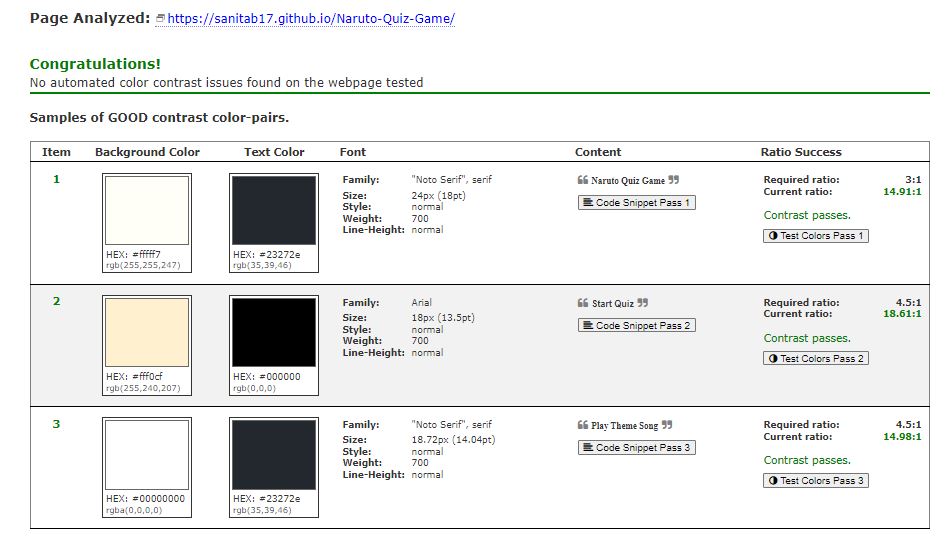 Page Analyzed: https://sanitab17.github.io/Naruto-Quiz-Game/
Congratulations!
No automated color contrast issues found on the webpage tested
Samples of GOOD contrast color-pairs.
Item Background Color Text Color Font Content Ratio Success
1
HEX: #fffff7
rgb(255,255,247)
HEX: #23272e
rgb(35,39,46)
Family: "Noto Serif", serif
Size: 24px (18pt)
Style: normal
Weight: 700
Line-Height: normal
❝ Naruto Quiz Game ❞
Code Snippet Pass 1
Required ratio: 3:1
Current ratio: 14.91:1
Contrast passes.
Test Colors Pass 1
2
HEX: #fff0cf
rgb(255,240,207)
HEX: #000000
rgb(0,0,0)
Family: Arial
Size: 18px (13.5pt)
Style: normal
Weight: 700
Line-Height: normal
❝ Start Quiz ❞
Code Snippet Pass 2
Required ratio: 4.5:1
Current ratio: 18.61:1
Contrast passes.
Test Colors Pass 2
3
HEX: #00000000
rgba(0,0,0,0)
HEX: #23272e
rgb(35,39,46)
Family: "Noto Serif", serif
Size: 18.72px (14.04pt)
Style: normal
Weight: 700
Line-Height: normal
❝ Play Theme Song ❞
Code Snippet Pass 3
Required ratio: 4.5:1
Current ratio: 14.98:1
Contrast passes.
Test Colors Pass 3